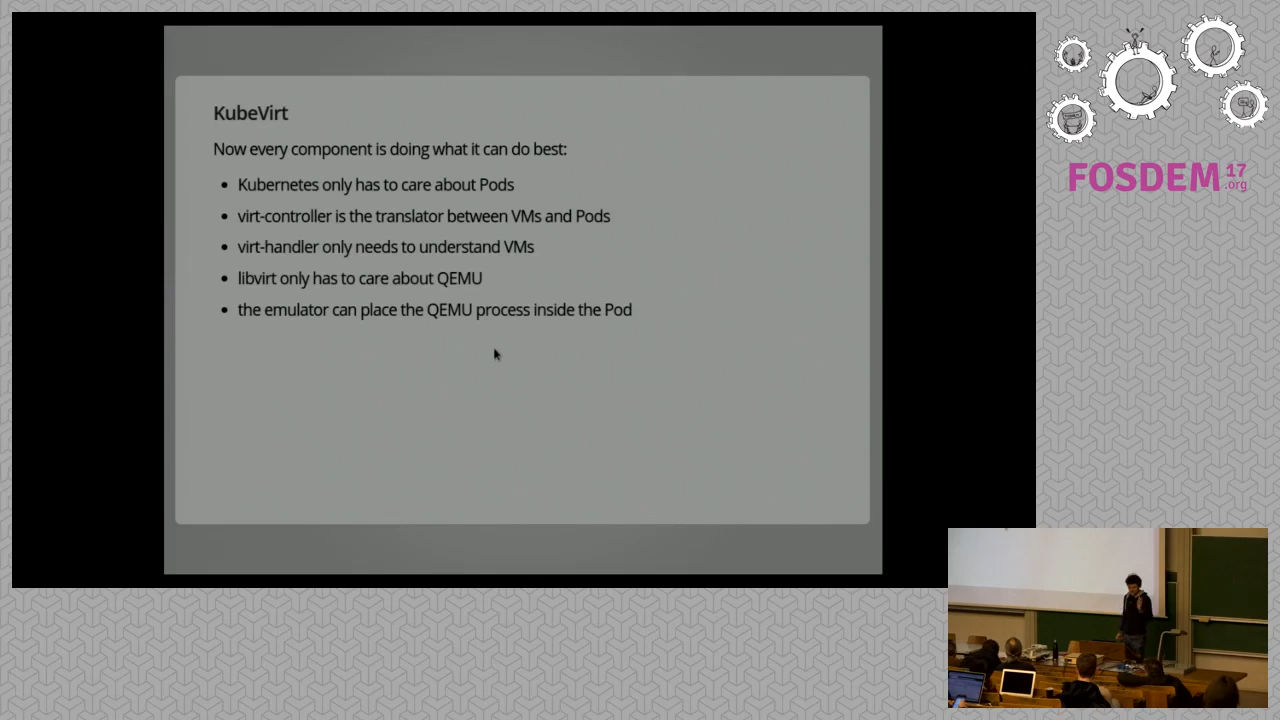 KubeVirt
Now every component is doing what it can do best:
Kubernetes only has to care about Pods
virt-controller is the translator between VMs and Pods
virt-handler only needs to understand VMs
libvirt only has to care about QEMU
the emulator can place the QEMU process inside the Pod
FOSDEM 17
.org